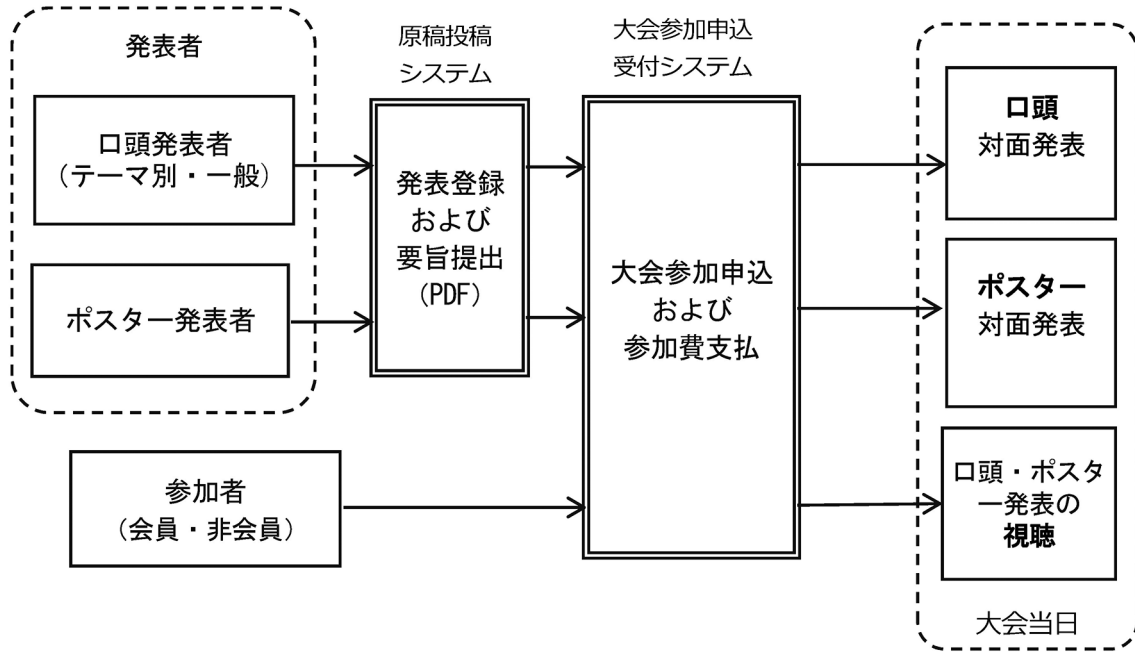 発表者
口頭発表者
（テーマ別・一般）
ポスター発表者
参加者
（会員・非会員）
原稿投稿
システム
発表登録
および
要旨提出
（PDF）
大会参加申込
受付システム
大会参加申込
および
参加費支払
口頭
対面発表
ポスター
対面発表
口頭・ポスタ
ー発表の
視聴
大会当日